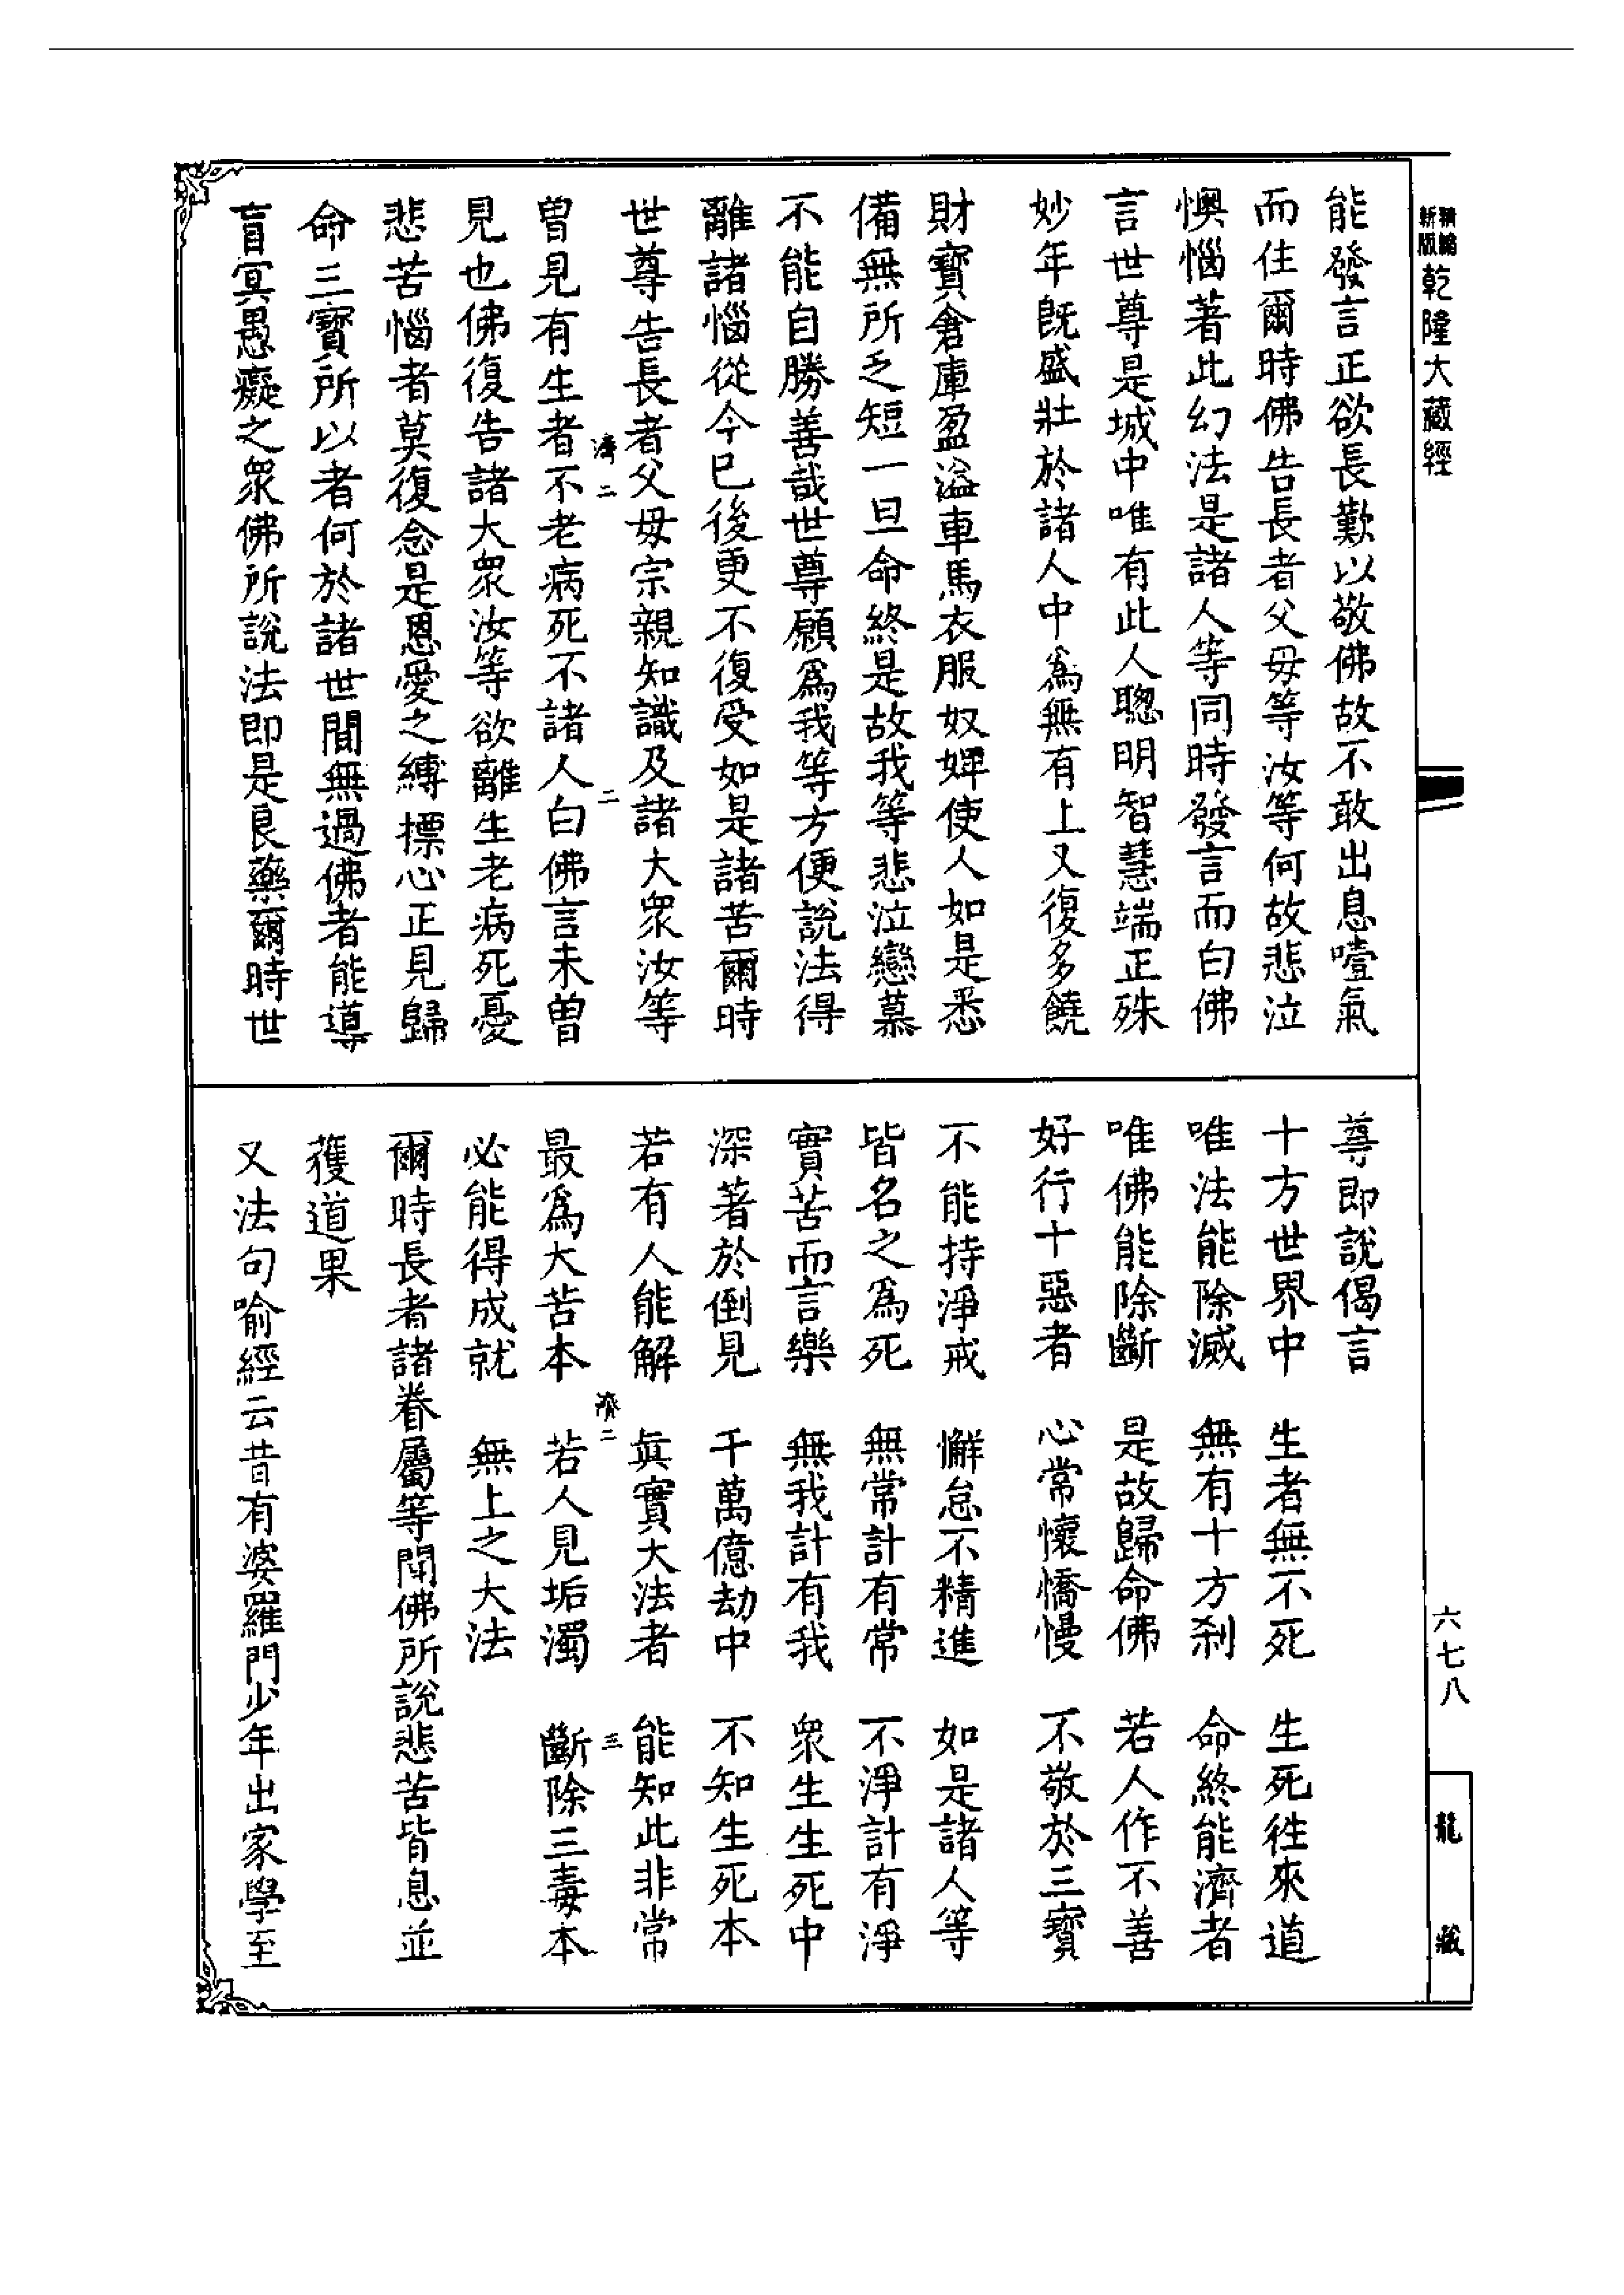 精縮新版乾隆大藏經
能發言正欲長歎以敬佛故不敢出息噎氣
而住爾時佛告長者父母等汝等何故悲泣
懊惱著此幻法是諸人等同時發言而白佛
言世尊是城中唯有此人聰明智慧端正殊
妙年旣盛壯於諸人中爲無有上又復多饒
財寶倉庫盈溢車馬衣服奴婢使人如是悉
備無所乏短一旦命終是故我等悲泣戀慕
不能自勝善哉世尊願爲我等方便說法得
離諸惱從今已後更不復受如是諸苦爾時
世尊告長者父母宗親知識及諸大衆汝等
濟二 二
曾見有生者不老病死不諸人白佛言未曾
見也佛復告諸大衆汝等欲離生老病死憂
悲苦惱者莫復念是恩愛之縛摽心正見歸
命三寶所以者何於諸世間無過佛者能導
盲冥愚癡之衆佛所說法即是良藥爾時世
尊即說偈言
十方世界中 生者無不死 生死徃來道
唯法能除滅 無有十方刹 命終能濟者
唯佛能除斷 是故歸命佛 若人作不善
好行十惡者 心常懷憍慢 不敬於三寶
不能持淨戒 懈怠不精進 如是諸人等
皆名之爲死 無常計有常 不淨計有淨
實苦而言樂 無我計有我 衆生生死中
深著於倒見 千萬億劫中 不知生死本
若有人能解 眞實大法者 能知此非常
濟二 三
最爲大苦本 若人見垢濁 斷除三毒本
必能得成就 無上之大法
爾時長者諸眷屬等聞佛所說悲苦皆息並
獲道果
又法句喻經云昔有婆羅門少年出家學至
六七八
龍藏